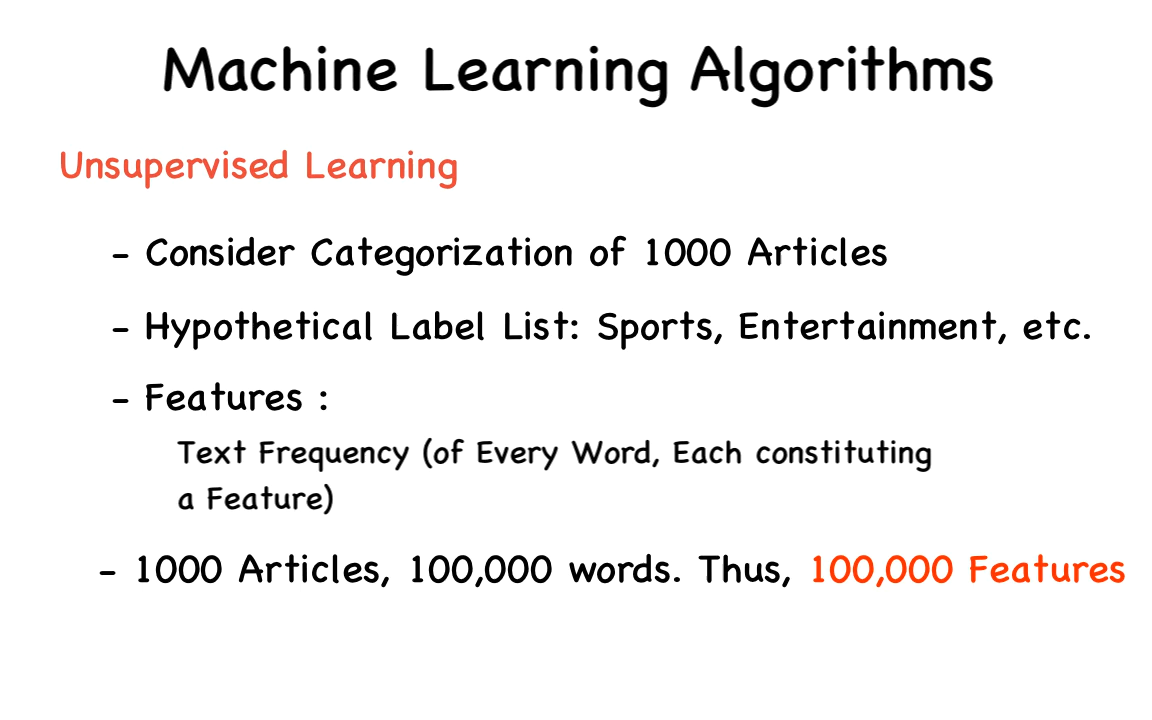 Machine Learning Algorithms
Unsupervised Learning
- Consider Categorization of 1000 Articles
- Hypothetical Label List: Sports, Entertainment, etc.
- Features :
Text Frequency (of Every Word, Each constituting
a Feature)
- 1000 Articles, 100,000 words. Thus, 100,000 Features